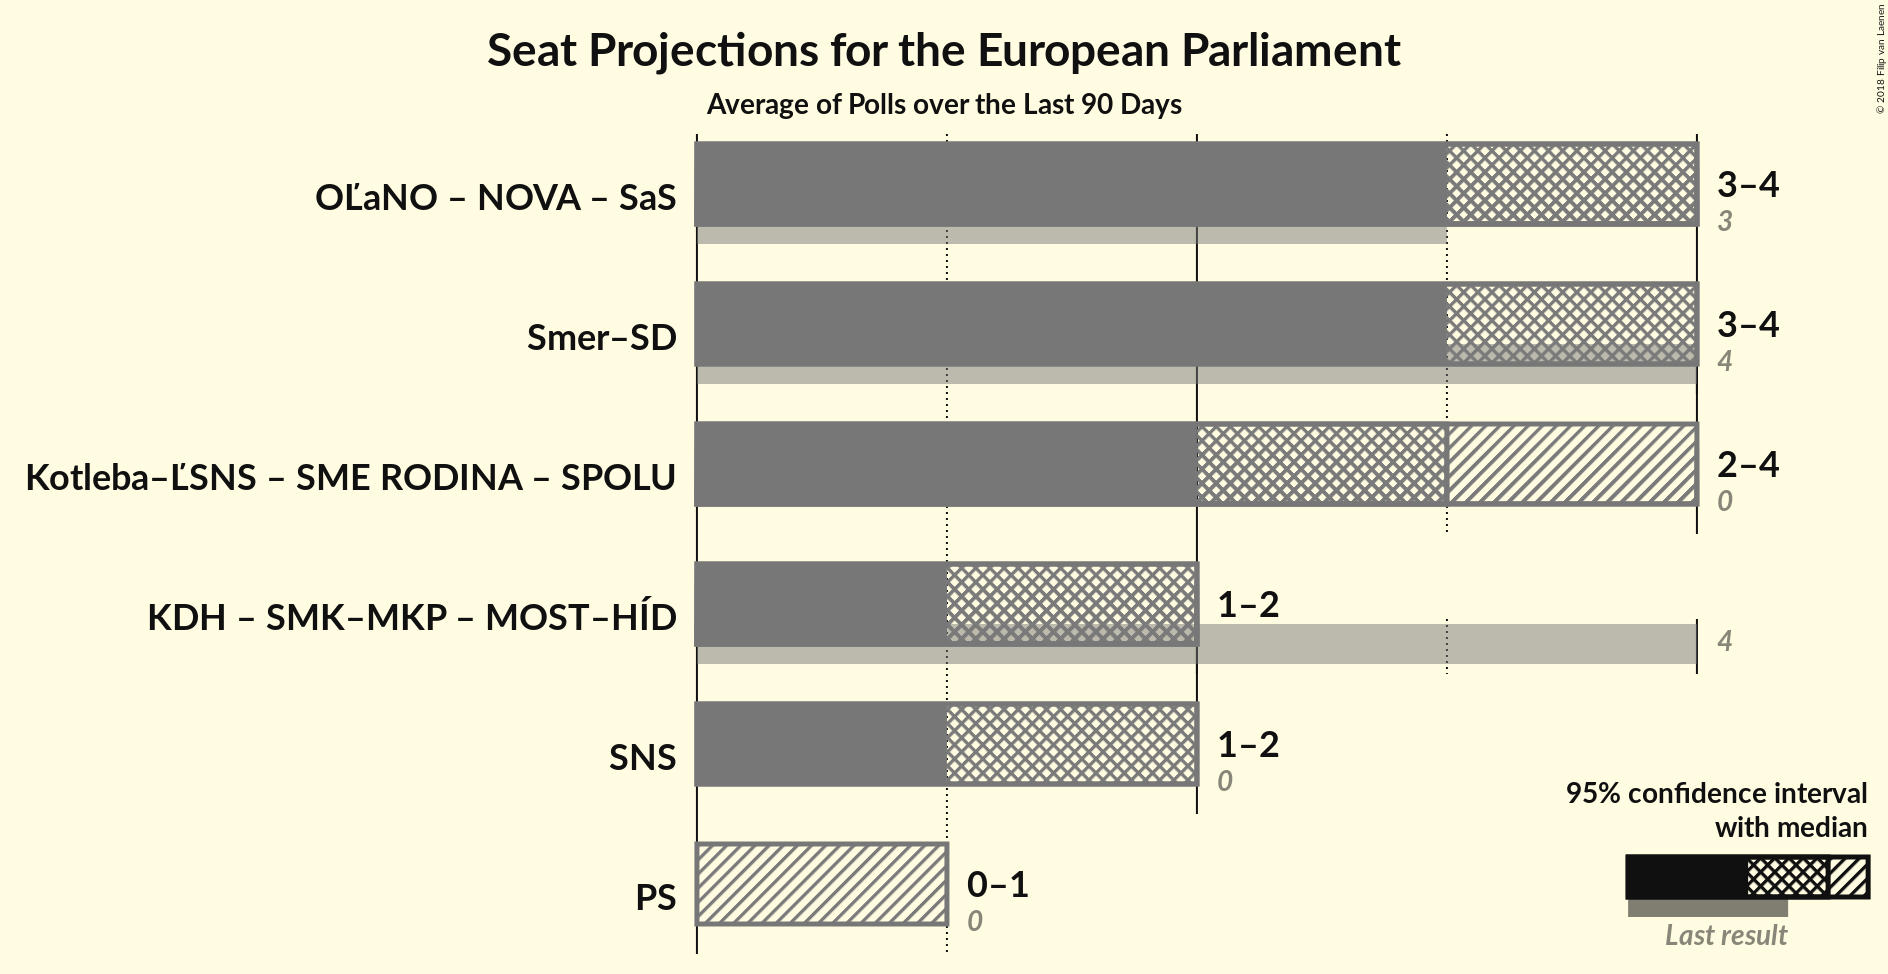 Seat Projections for the European Parliament
Average of Polls over the Last 90 Days
© 2018 Filip van Laenen
OĽaNO – NOVA – SaS
3–4
3
Smer–SD
3–4
4
Kotleba–ĽSNS – SME RODINA – SPOLU
2–4
0
KDH – SMK–MKP – MOST–HÍD
1–2
4
SNS
1–2
0
PS
0–1
0
95% confidence interval
with median
Last result